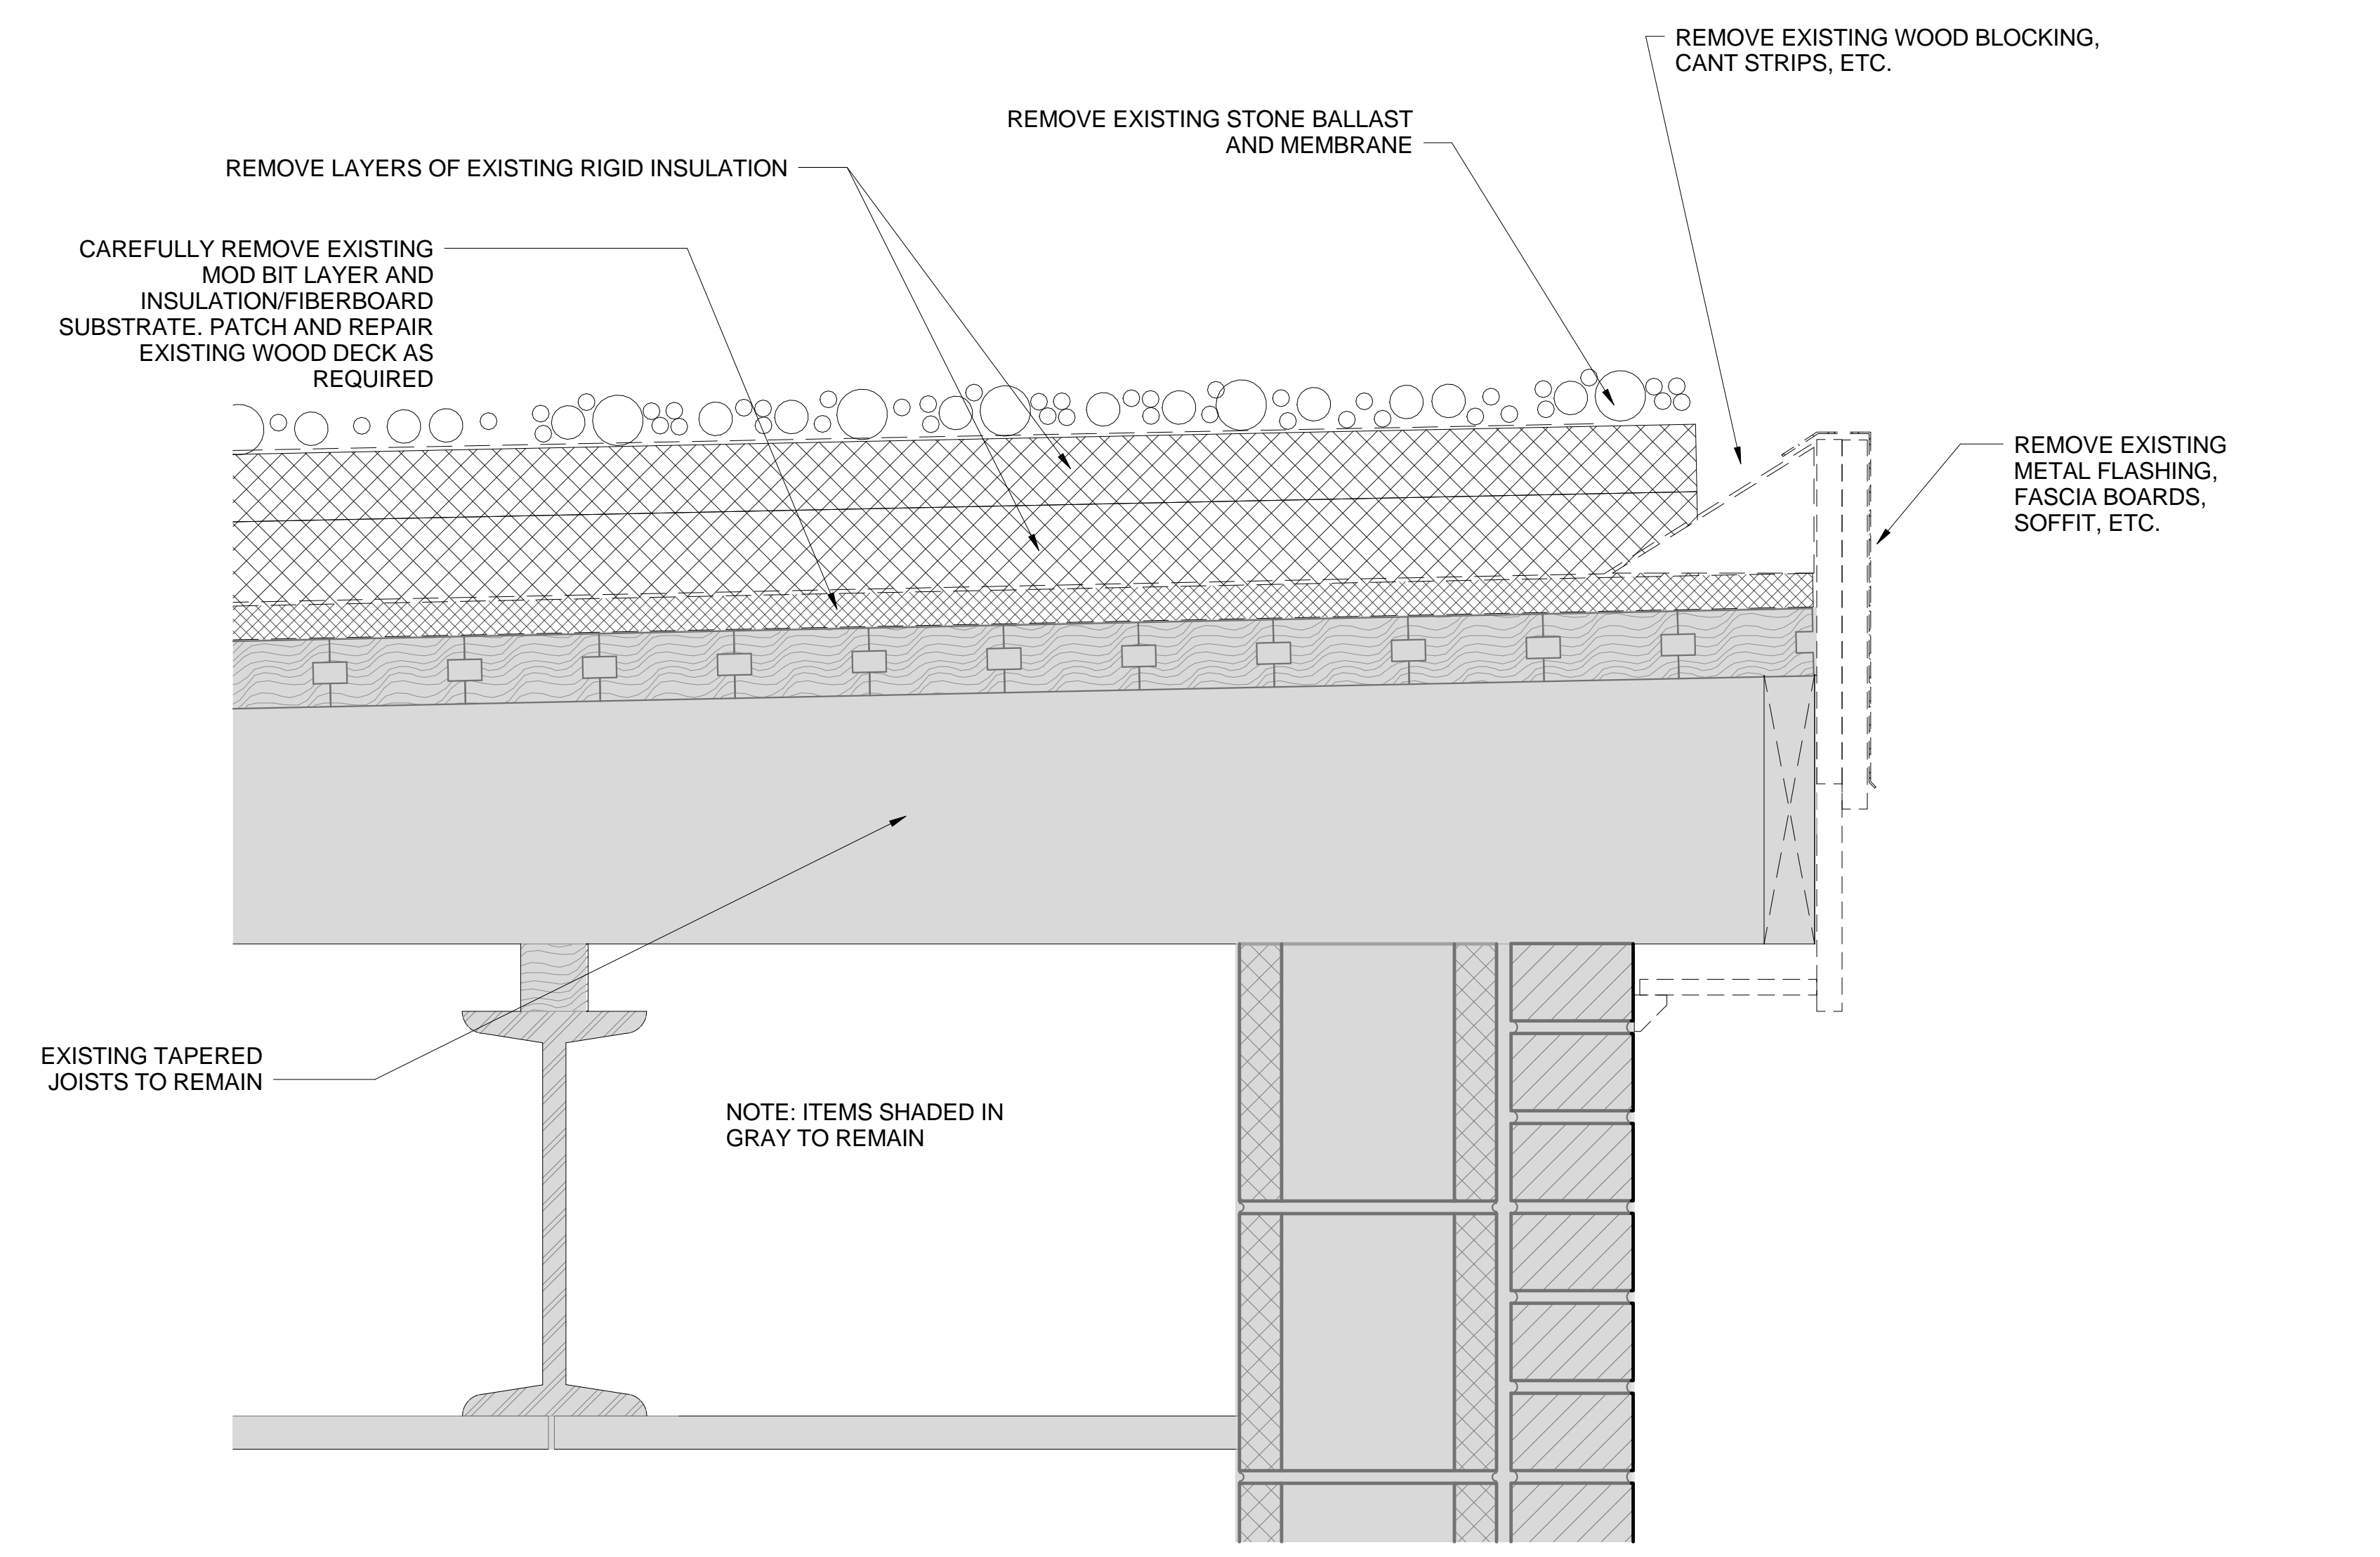 REMOVE EXISTING WOOD BLOCKING,
CANT STRIPS, ETC.
REMOVE EXISTING STONE BALLAST
AND MEMBRANE
REMOVE LAYERS OF EXISTING RIGID INSULATION
CAREFULLY REMOVE EXISTING
MOD BIT LAYER AND
INSULATION/FIBERBOARD
SUBSTRATE. PATCH AND REPAIR
EXISTING WOOD DECK AS
REQUIRED
REMOVE EXISTING
METAL FLASHING,
FASCIA BOARDS,
SOFFIT, ETC.
EXISTING TAPERED
JOISTS TO REMAIN
NOTE: ITEMS SHADED IN
GRAY TO REMAIN